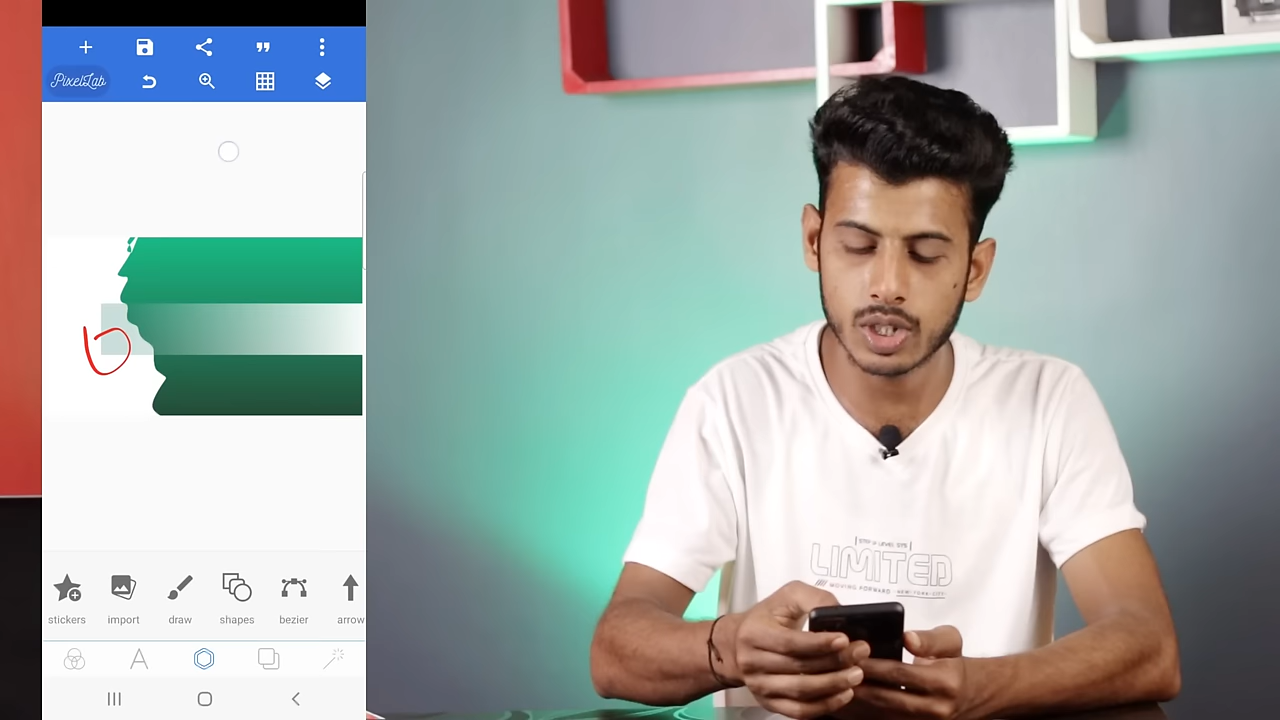 PixelLab
stickers
import
draw
shapes
bezier
arrow
LIMITED
MOVING FORWARD